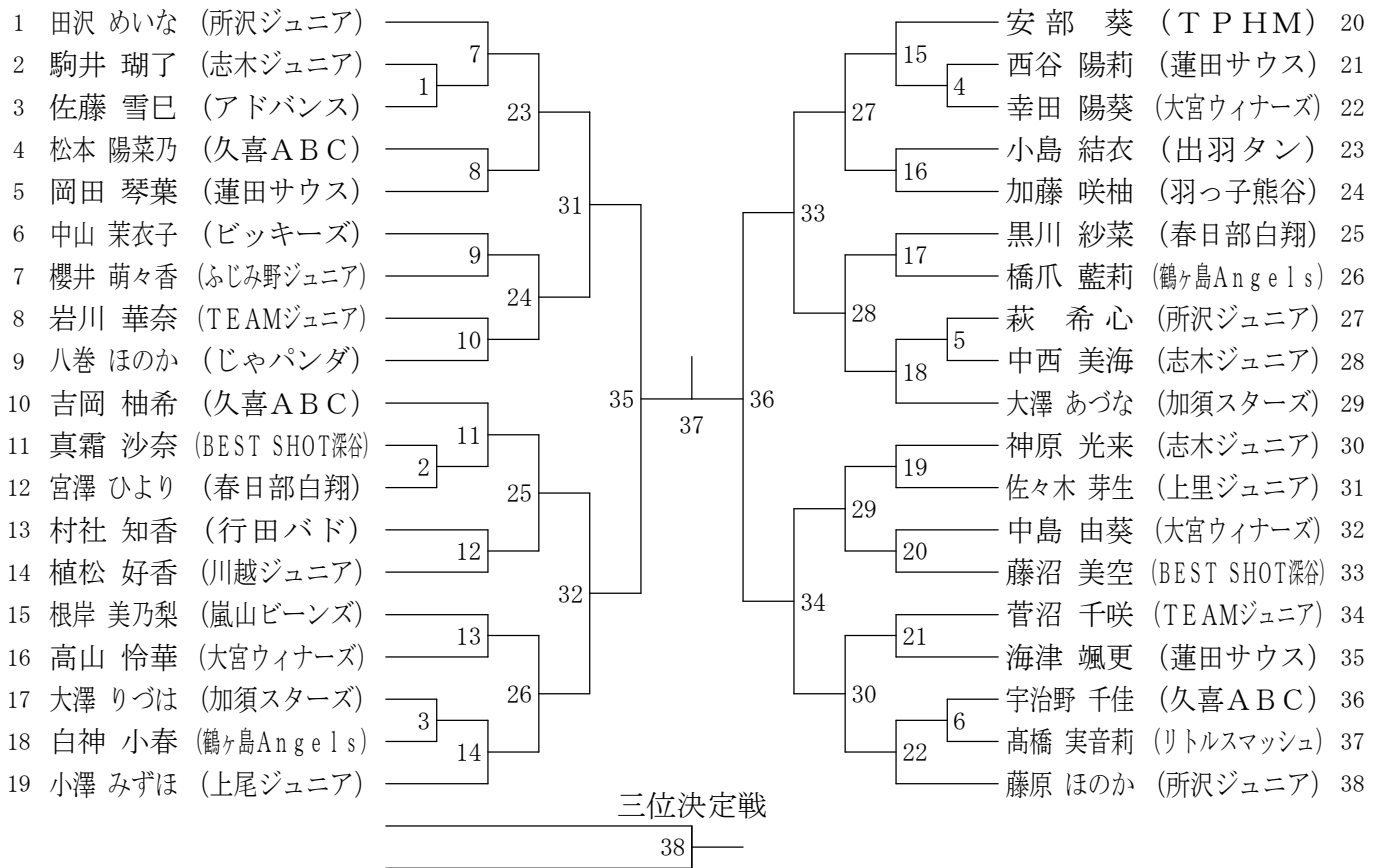 1 田沢 めいな (所沢ジュニア)
2 駒井 瑚了 (志木ジュニア)
3 佐藤 雪巳 (アドバンス)
4 松本 陽菜乃 (久喜ABC)
5 岡田 琴葉 (蓮田サウス)
6 中山 茉衣子 (ビッキーズ)
7 櫻井 萌々香 (ふじみ野ジュニア)
8 岩川 華奈 (TEAMジュニア)
9 八巻 ほのか (じゃパンダ)
10 吉岡 柚希 (久喜ABC)
11 真霜 沙奈 (BEST SHOT深谷)
12 宮澤 ひより (春日部白翔)
13 村社 知香 (行田バド)
14 植松 好香 (川越ジュニア)
15 根岸 美乃梨 (嵐山ビーンズ)
16 高山 怜華 (大宮ウィナーズ)
17 大澤 りづは (加須スターズ)
18 白神 小春 (鶴ヶ島Angels)
19 小澤 みずほ (上尾ジュニア)
1
2
3
7
8
9
10
11
12
13
14
23
24
25
26
31
32
35
37
36
33
34
27
28
29
30
15
16
17
18
19
20
21
22
4
5
6
安部 葵 (TPHM) 20
西谷 陽莉 (蓮田サウス) 21
幸田 陽葵 (大宮ウィナーズ) 22
小島 結衣 (出羽タン) 23
加藤 咲柚 (羽っ子熊谷) 24
黒川 紗菜 (春日部白翔) 25
橋爪 藍莉 (鶴ヶ島Angels) 26
萩 希心 (所沢ジュニア) 27
中西 美海 (志木ジュニア) 28
大澤 あづな (加須スターズ) 29
神原 光来 (志木ジュニア) 30
佐々木 芽生 (上里ジュニア) 31
中島 由葵 (大宮ウィナーズ) 32
藤沼 美空 (BEST SHOT深谷) 33
菅沼 千咲 (TEAMジュニア) 34
海津 颯更 (蓮田サウス) 35
宇治野 千佳 (久喜ABC) 36
髙橋 実音莉 (リトルスマッシュ) 37
藤原 ほのか (所沢ジュニア) 38
三位決定戦
38